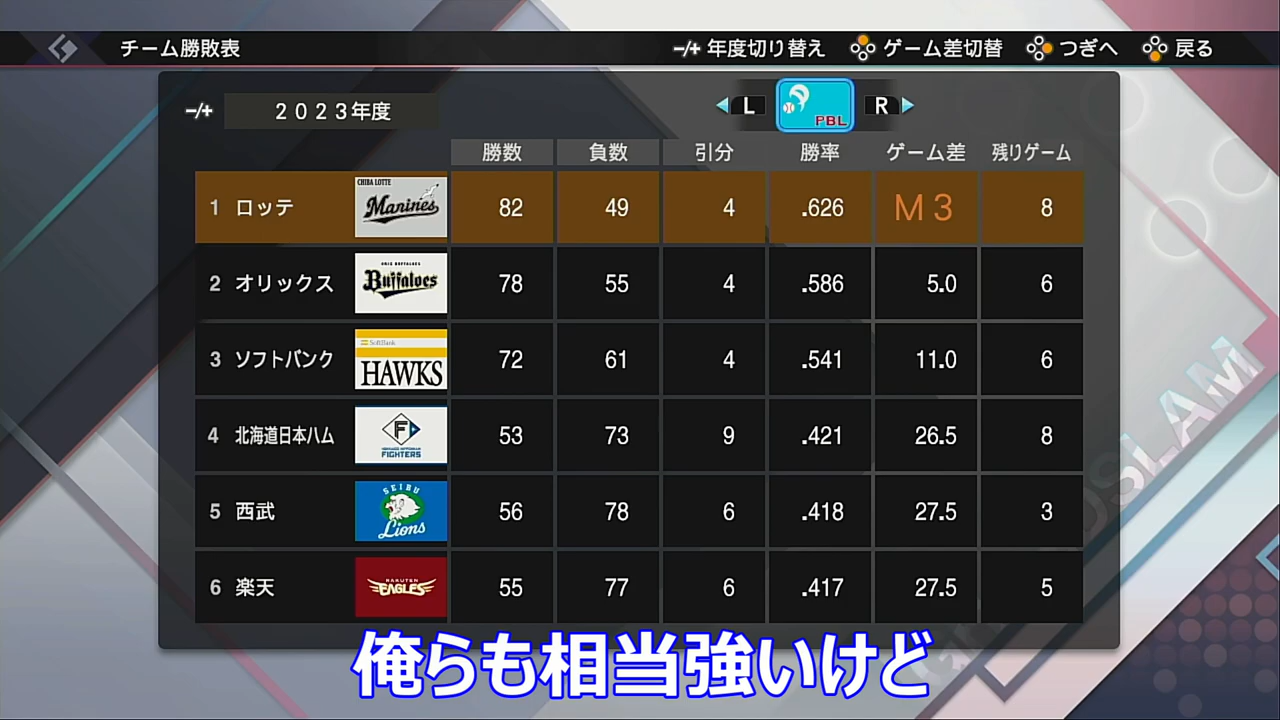 チーム勝敗表 -/+ 年度切り替え ゲーム差切替 つぎへ 戻る
-/+ 2023年度 L PBL R
勝数 負数 引分 勝率 ゲーム差 残りゲーム
1 ロッテ CHIBA LOTTE Marines 82 49 4 .626 M3 8
2 オリックス ORIX BUFFALOES Buffaloes 78 55 4 .586 5.0 6
3 ソフトバンク SoftBank HAWKS 72 61 4 .541 11.0 6
4 北海道日本ハム F HOKKAIDO NIPPONHAM FIGHTERS 53 73 9 .421 26.5 8
5 西武 SEIBU Lions 56 78 6 .418 27.5 3
6 楽天 RAKUTEN EAGLES 55 77 6 .417 27.5 5
俺らも相当強いけど